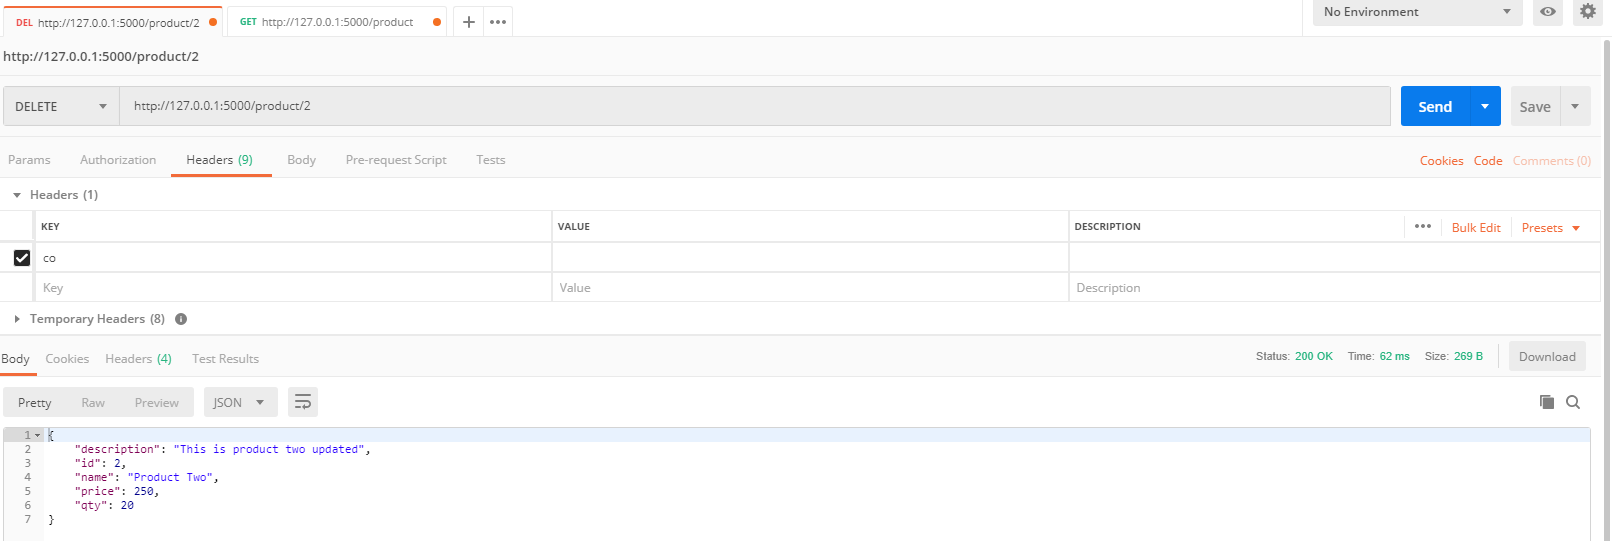 DEL http://127.0.0.1:5000/product/2 GET http://127.0.0.1:5000/product + ••• No Environment
http://127.0.0.1:5000/product/2
DELETE http://127.0.0.1:5000/product/2 Send Save
Params Authorization Headers (9) Body Pre-request Script Tests Cookies Code Comments (0)
Headers (1)
KEY VALUE DESCRIPTION ••• Bulk Edit Presets
co
Key Value Description
Temporary Headers (8) i
Body Cookies Headers (4) Test Results Status: 200 OK Time: 62 ms Size: 269 B Download
Pretty Raw Preview JSON
1 {
2 "description": "This is product two updated",
3 "id": 2,
4 "name": "Product Two",
5 "price": 250,
6 "qty": 20
7 }